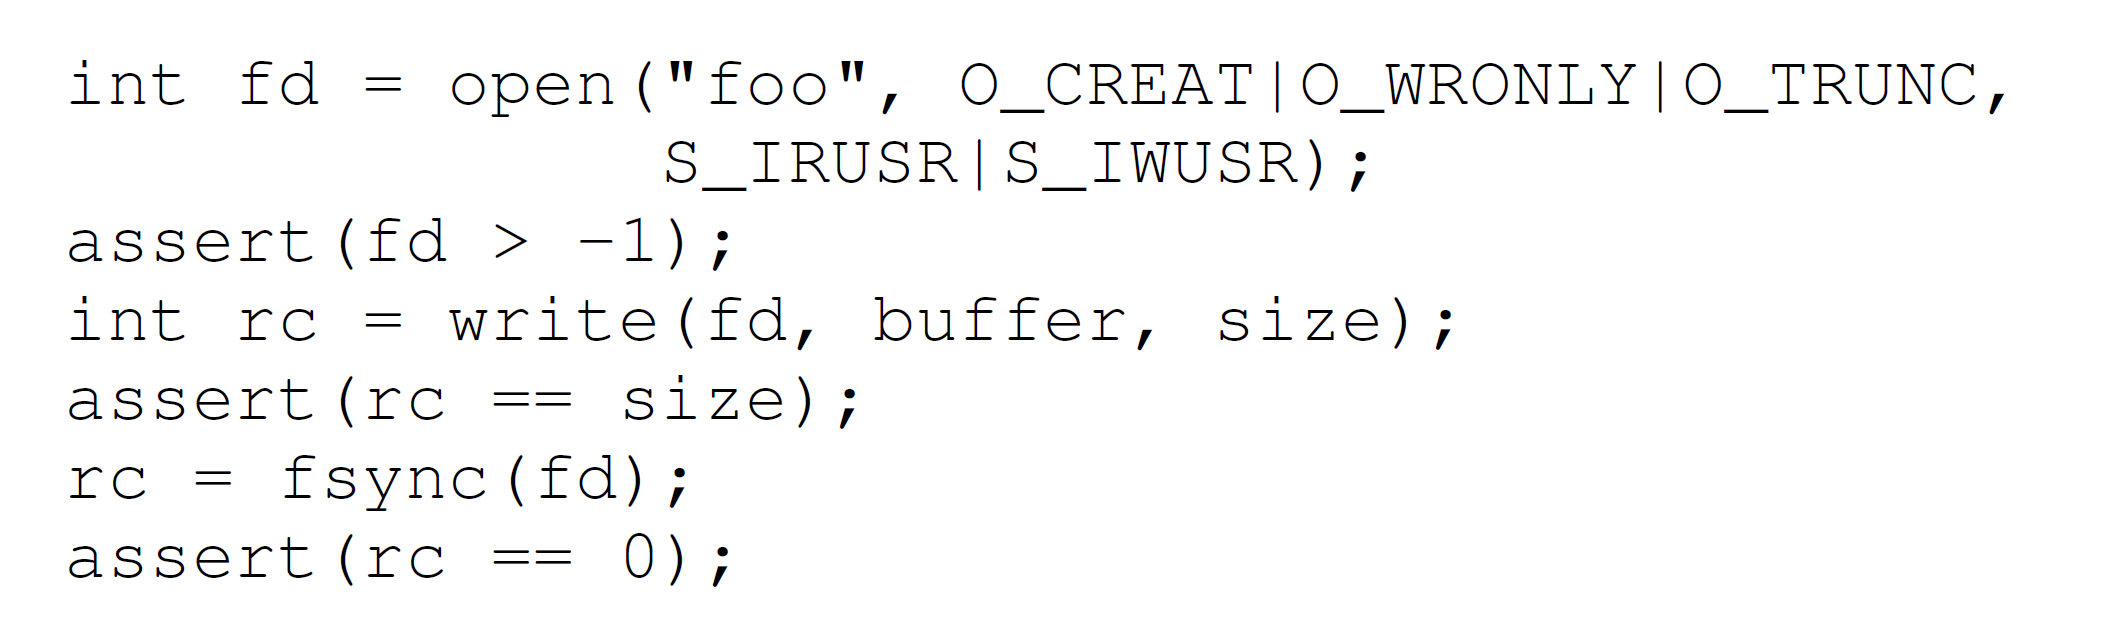 int fd = open("foo", O_CREAT|O_WRONLY|O_TRUNC,
S_IRUSR|S_IWUSR);
assert(fd > -1);
int rc = write(fd, buffer, size);
assert(rc == size);
rc = fsync(fd);
assert(rc == 0);